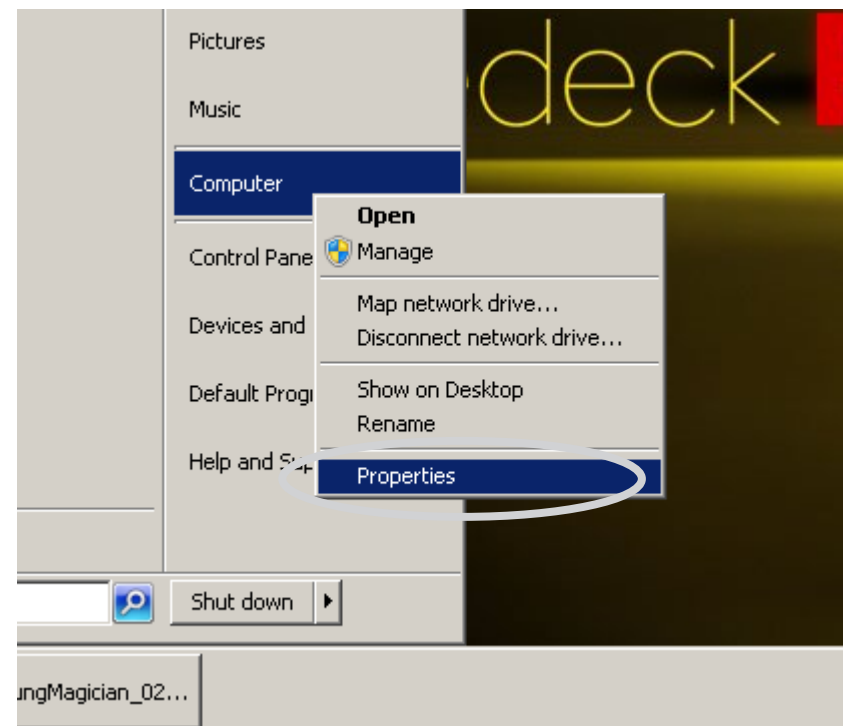 Pictures
deck
Music
Computer
Open
Manage
Control Pane
Map network drive...
Devices and
Disconnect network drive...
Default Progr
Show on Desktop
Rename
Help and Sup
Properties
Shut down
ungMagician_02...